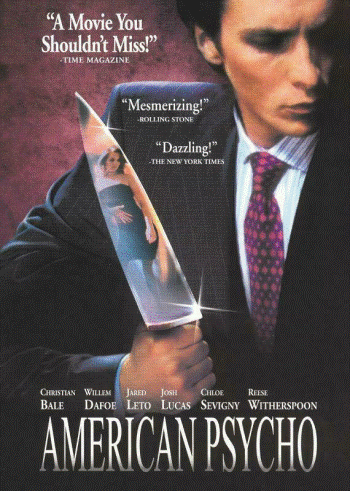 "A Movie You
Shouldn't Miss!"
-TIME MAGAZINE
"Mesmerizing!"
-ROLLING STONE
"Dazzling!"
-THE NEW YORK TIMES
CHRISTIAN BALE WILLEM DAFOE JARED LETO JOSH LUCAS CHLOE SEVIGNY REESE WITHERSPOON
AMERICAN PSYCHO